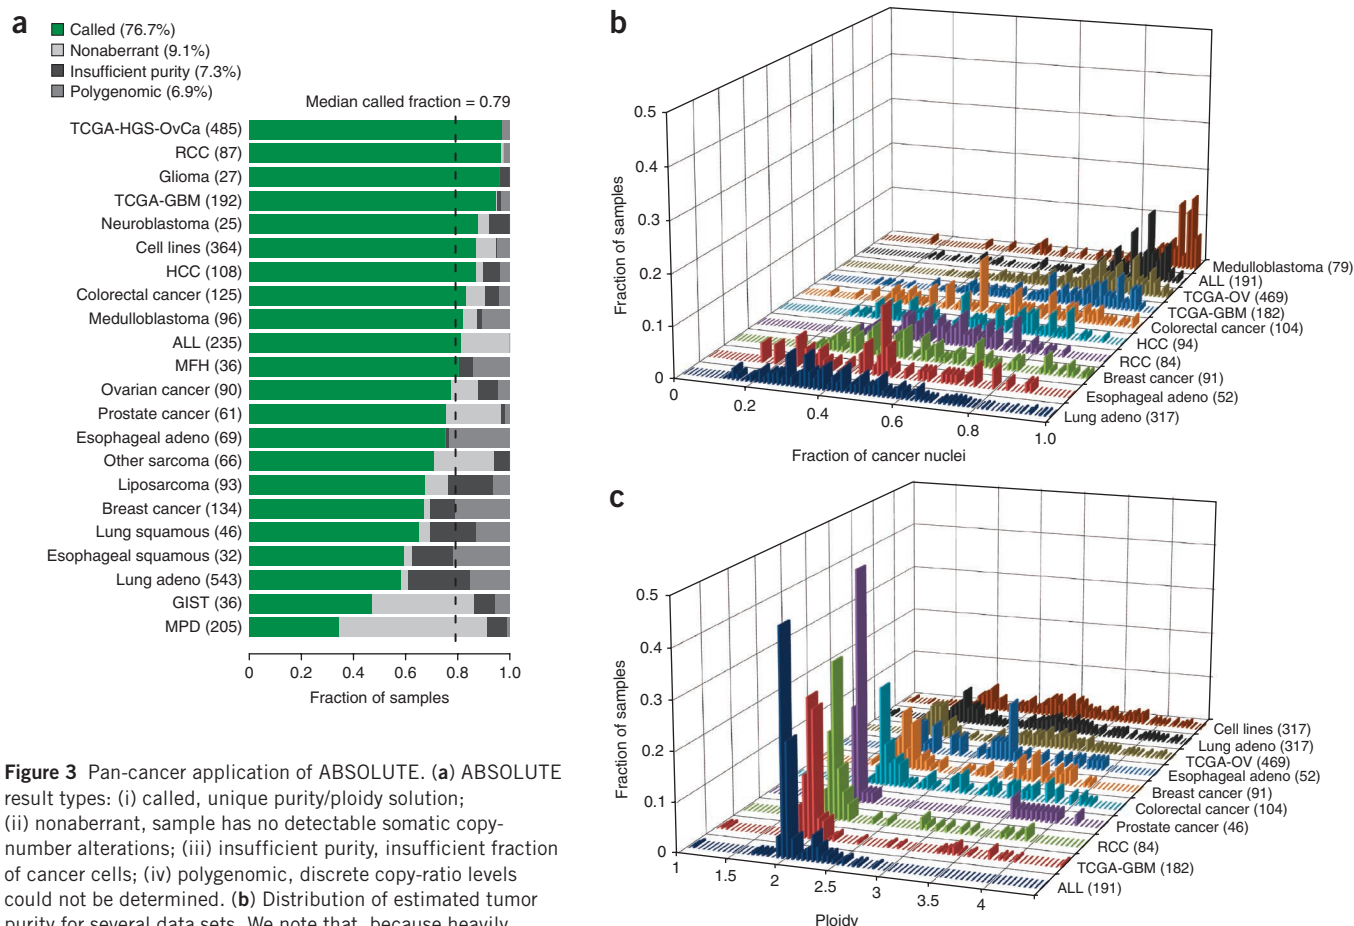 a
Called (76.7%)
Nonaberrant (9.1%)
Insufficient purity (7.3%)
Polygenomic (6.9%)
Median called fraction = 0.79
TCGA-HGS-OvCa (485)
RCC (87)
Glioma (27)
TCGA-GBM (192)
Neuroblastoma (25)
Cell lines (364)
HCC (108)
Colorectal cancer (125)
Medulloblastoma (96)
ALL (235)
MFH (36)
Ovarian cancer (90)
Prostate cancer (61)
Esophageal adeno (69)
Other sarcoma (66)
Liposarcoma (93)
Breast cancer (134)
Lung squamous (46)
Esophageal squamous (32)
Lung adeno (543)
GIST (36)
MPD (205)
0 0.2 0.4 0.6 0.8 1.0
Fraction of samples
b
0.5
0.4
0.3
0.2
0.1
0
Fraction of samples
0 0.2 0.4 0.6 0.8 1.0
Fraction of cancer nuclei
Medulloblastoma (79)
ALL (191)
TCGA-OV (469)
TCGA-GBM (182)
Colorectal cancer (104)
HCC (94)
RCC (84)
Breast cancer (91)
Esophageal adeno (52)
Lung adeno (317)
c
0.5
0.4
0.3
0.2
0.1
0
Fraction of samples
1 1.5 2 2.5 3 3.5 4
Ploidy
Cell lines (317)
Lung adeno (317)
TCGA-OV (469)
Esophageal adeno (52)
Breast cancer (91)
Colorectal cancer (104)
Prostate cancer (46)
RCC (84)
TCGA-GBM (182)
ALL (191)
Figure 3 Pan-cancer application of ABSOLUTE. (a) ABSOLUTE
result types: (i) called, unique purity/ploidy solution;
(ii) nonaberrant, sample has no detectable somatic copy-
number alterations; (iii) insufficient purity, insufficient fraction
of cancer cells; (iv) polygenomic, discrete copy-ratio levels
could not be determined. (b) Distribution of estimated tumor
purity for several data sets. We note that, because heavily